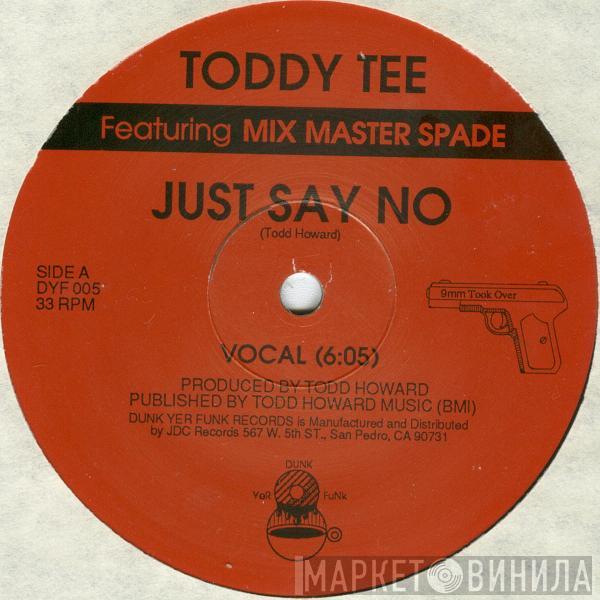 TODDY TEE
Featuring MIX MASTER SPADE
JUST SAY NO
(Todd Howard)
SIDE A
DYF 005
33 RPM
9mm Took Over
VOCAL (6:05)
PRODUCED BY TODD HOWARD
PUBLISHED BY TODD HOWARD MUSIC (BMI)
DUNK YER FUNK RECORDS is Manufactured and Distributed
by JDC Records 567 W. 5th ST., San Pedro, CA 90731
DUNK
YeR FuNk
МАРКЕТ ВИНИЛА